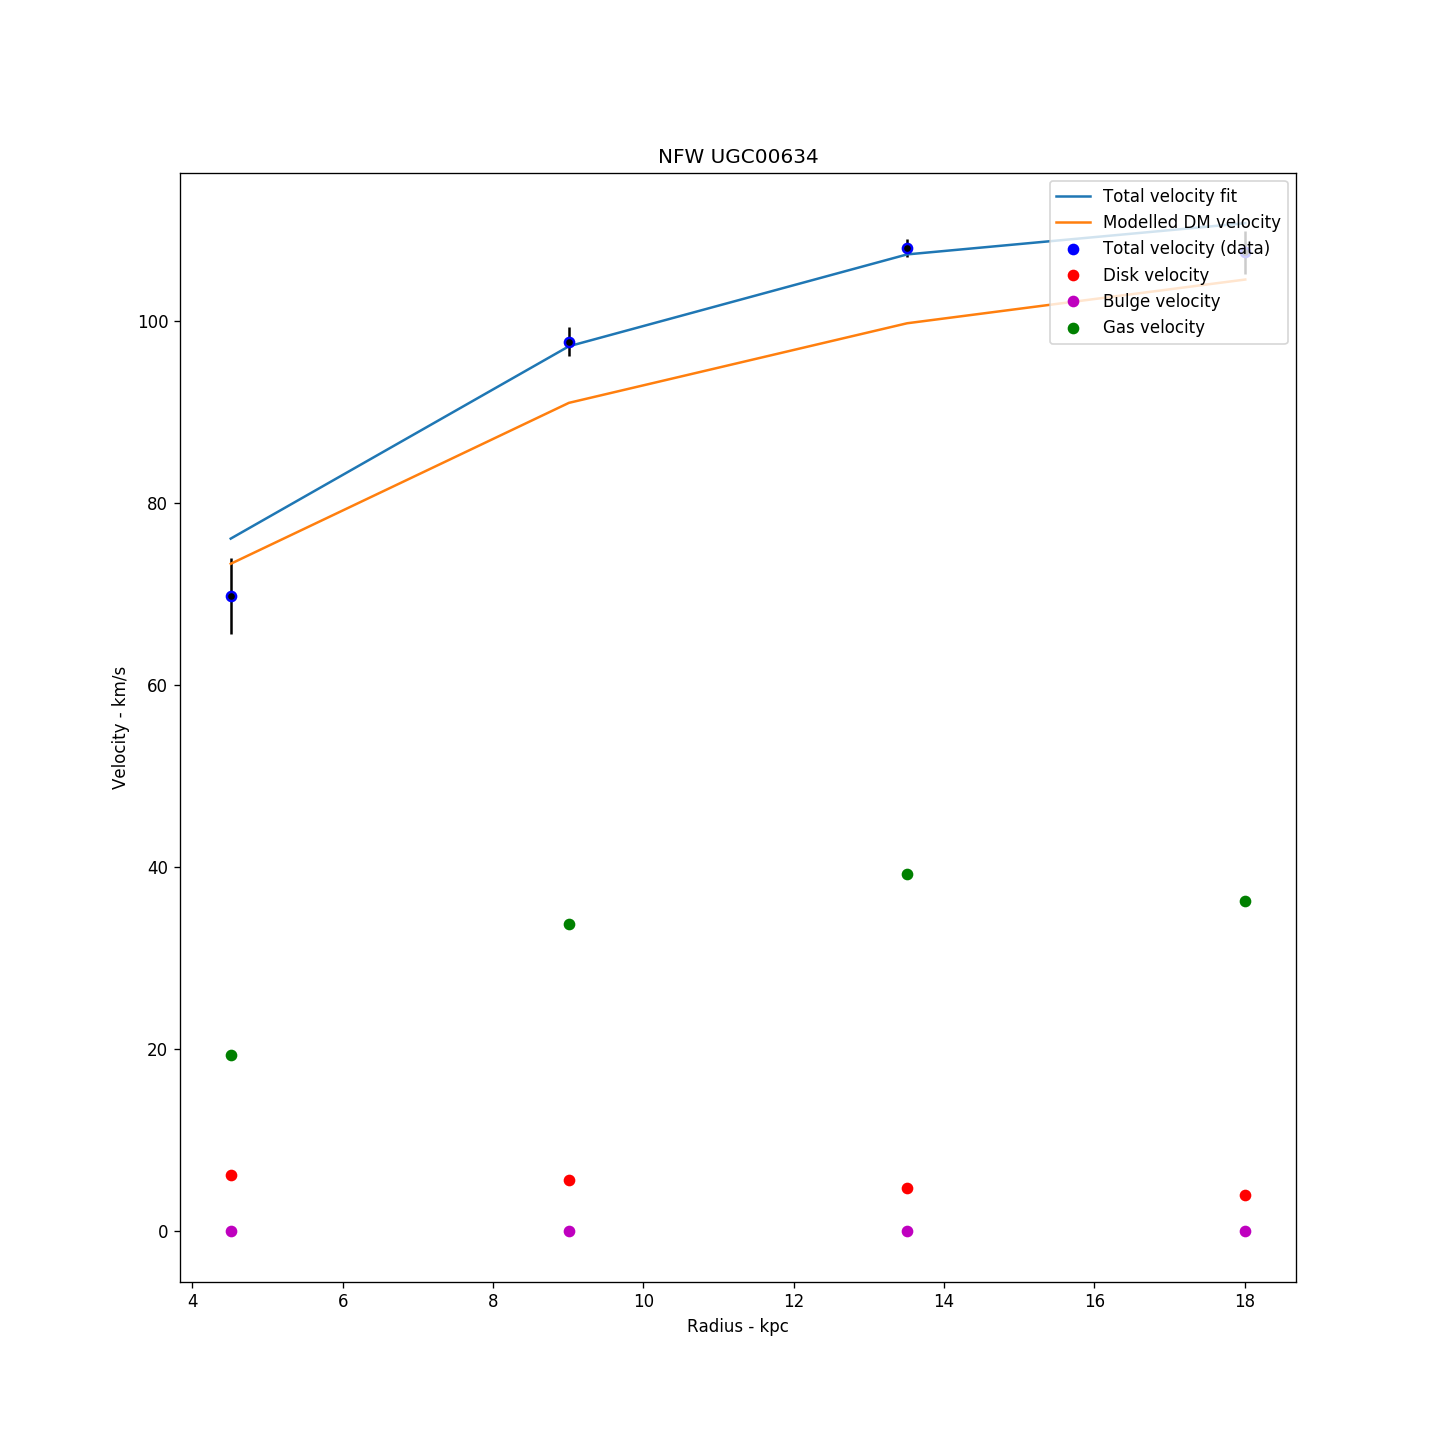 NFW UGC00634
Total velocity fit
Modelled DM velocity
Total velocity (data)
Disk velocity
Bulge velocity
Gas velocity
100
80
60
40
20
0
Velocity - km/s
4 6 8 10 12 14 16 18
Radius - kpc